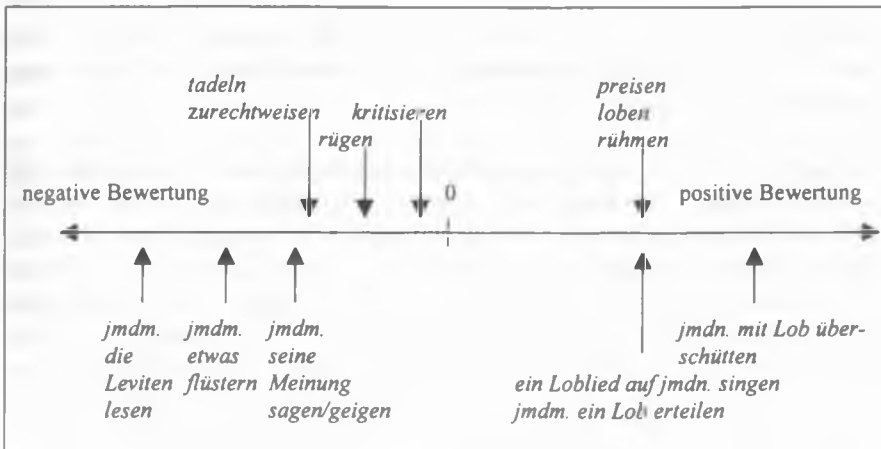 tadeln
zurechtweisen
kritisieren
rügen
preisen
loben
rühmen
negative Bewertung
0
positive Bewertung
jmdm.
die
Leviten
lesen
jmdm.
etwas
flüstern
jmdm.
seine
Meinung
sagen/geigen
jmdn. mit Lob über-
schütten
ein Loblied auf jmdn. singen
jmdm. ein Lob erteilen